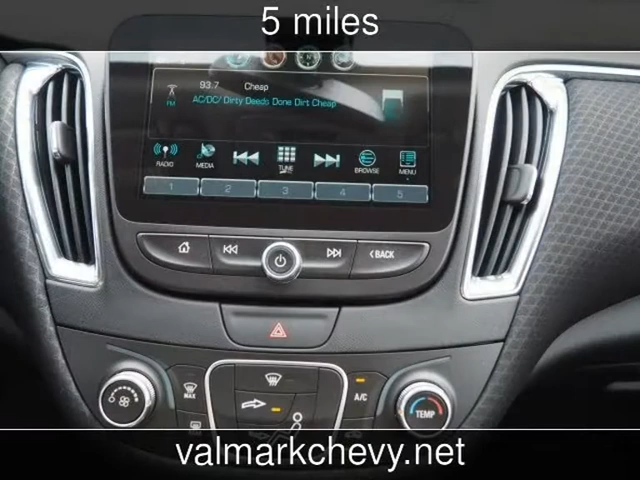 5 miles
93.7 Cheap
FM AC/DC/ Dirty Deeds Done Dirt Cheap
RADIO MEDIA TUNE BROWSE MENU
1 2 3 4 5
<BACK
MAX A/C TEMP
valmarkchevy.net